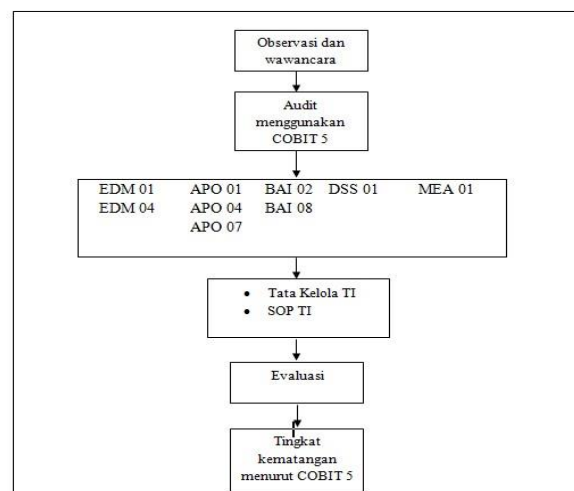 Observasi dan
wawancara
Audit
menggunakan
COBIT 5
EDM 01 APO 01 BAI 02 DSS 01 MEA 01
EDM 04 APO 04 BAI 08
APO 07
• Tata Kelola TI
• SOP TI
Evaluasi
Tingkat
kematangan
menurut COBIT 5